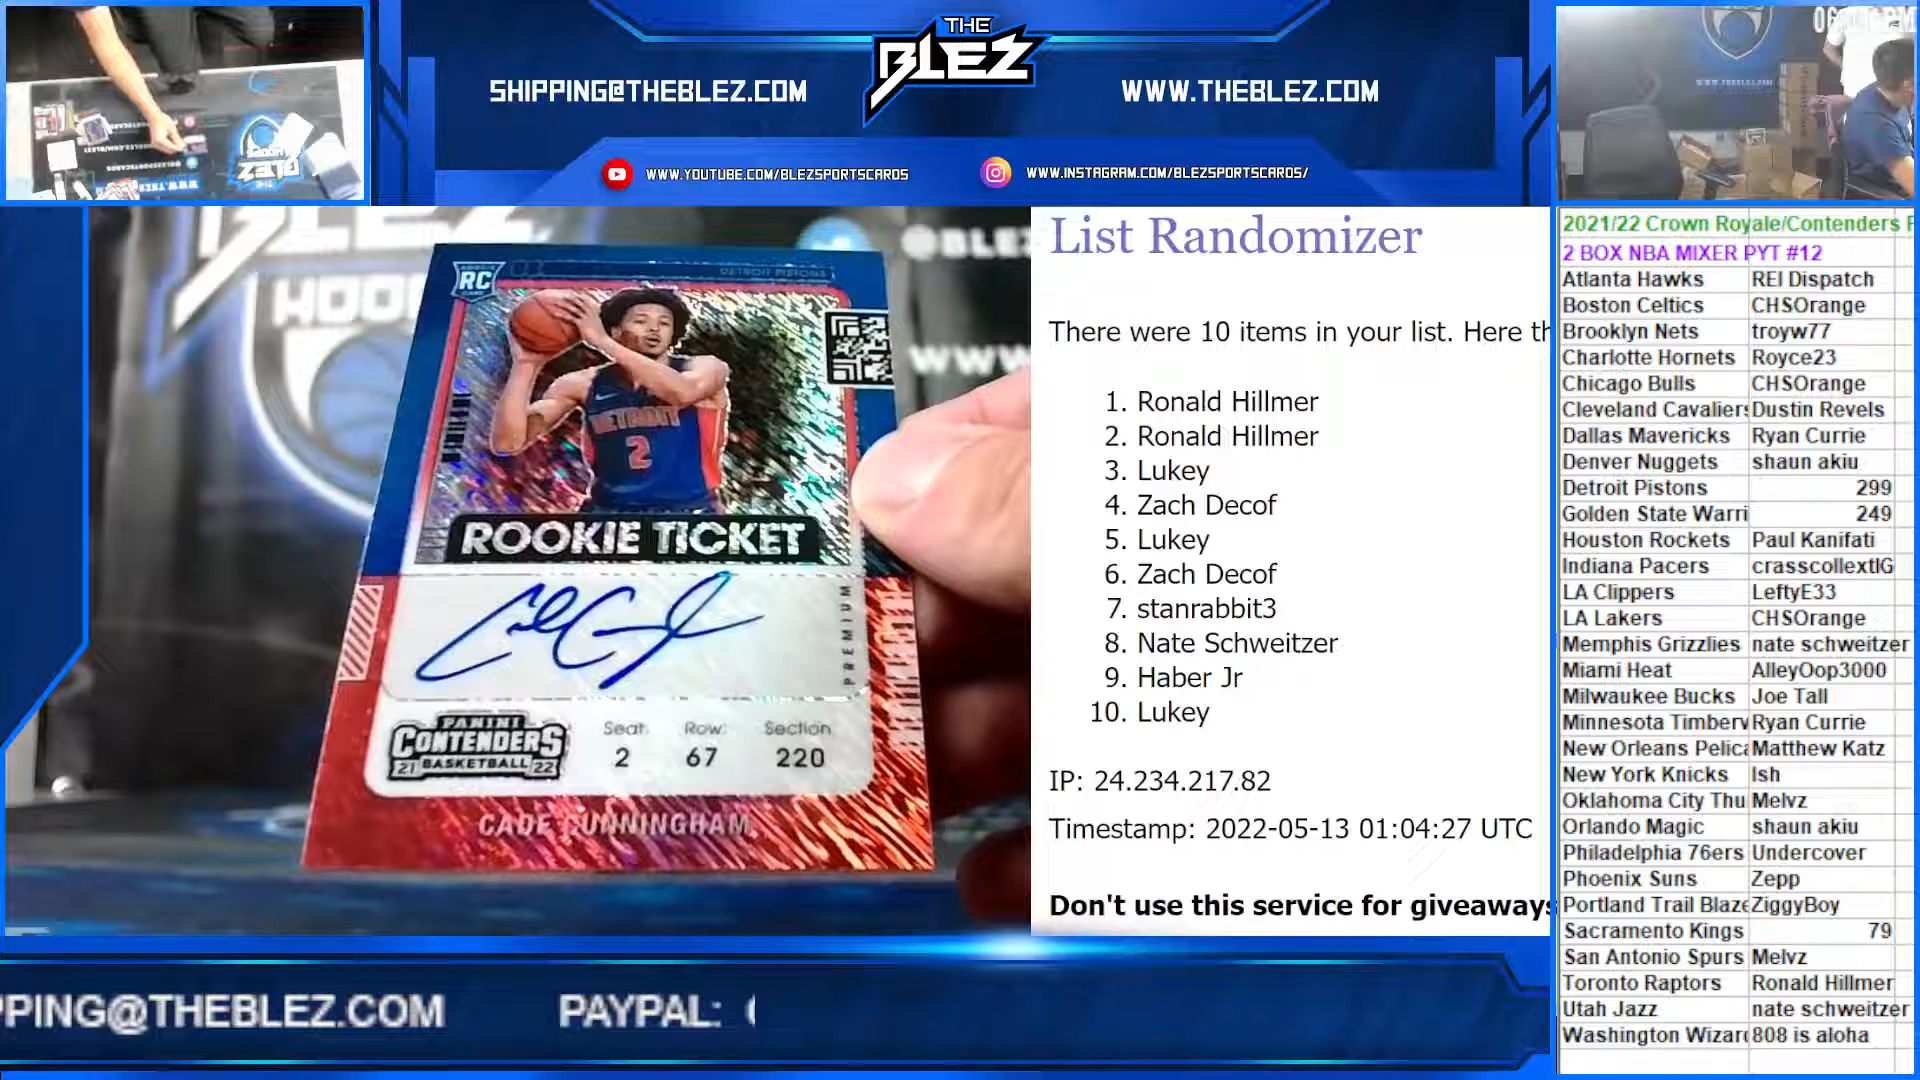 THE
BLEZ
SHIPPING@THEBLEZ.COM
WWW.THEBLEZ.COM
WWW.YOUTUBE.COM/BLEZSPORTSCARDS
WWW.INSTAGRAM.COM/BLEZSPORTSCARDS/
RC
DETROIT PISTONS
DETROIT
2
ROOKIE TICKET
PREMIUM
PANINI
CONTENDERS
21 BASKETBALL 22
Seat: Row: Section
2 67 220
CADE CUNNINGHAM
HOO
@BLEZ
WWW
List Randomizer
There were 10 items in your list. Here th
1. Ronald Hillmer
2. Ronald Hillmer
3. Lukey
4. Zach Decof
5. Lukey
6. Zach Decof
7. stanrabbit3
8. Nate Schweitzer
9. Haber Jr
10. Lukey
IP: 24.234.217.82
Timestamp: 2022-05-13 01:04:27 UTC
Don't use this service for giveaways
2021/22 Crown Royale/Contenders
2 BOX NBA MIXER PYT #12
Atlanta Hawks REI Dispatch
Boston Celtics CHSOrange
Brooklyn Nets troyw77
Charlotte Hornets Royce23
Chicago Bulls CHSOrange
Cleveland Cavaliers Dustin Revels
Dallas Mavericks Ryan Currie
Denver Nuggets shaun akiu
Detroit Pistons 299
Golden State Warri 249
Houston Rockets Paul Kanifati
Indiana Pacers crasscollextIG
LA Clippers LeftyE33
LA Lakers CHSOrange
Memphis Grizzlies nate schweitzer
Miami Heat AlleyOop3000
Milwaukee Bucks Joe Tall
Minnesota Timberv Ryan Currie
New Orleans Pelica Matthew Katz
New York Knicks Ish
Oklahoma City Thu Melvz
Orlando Magic shaun akiu
Philadelphia 76ers Undercover
Phoenix Suns Zepp
Portland Trail Blaze ZiggyBoy
Sacramento Kings 79
San Antonio Spurs Melvz
Toronto Raptors Ronald Hillmer
Utah Jazz nate schweitzer
Washington Wizard 808 is aloha
PPING@THEBLEZ.COM PAYPAL: